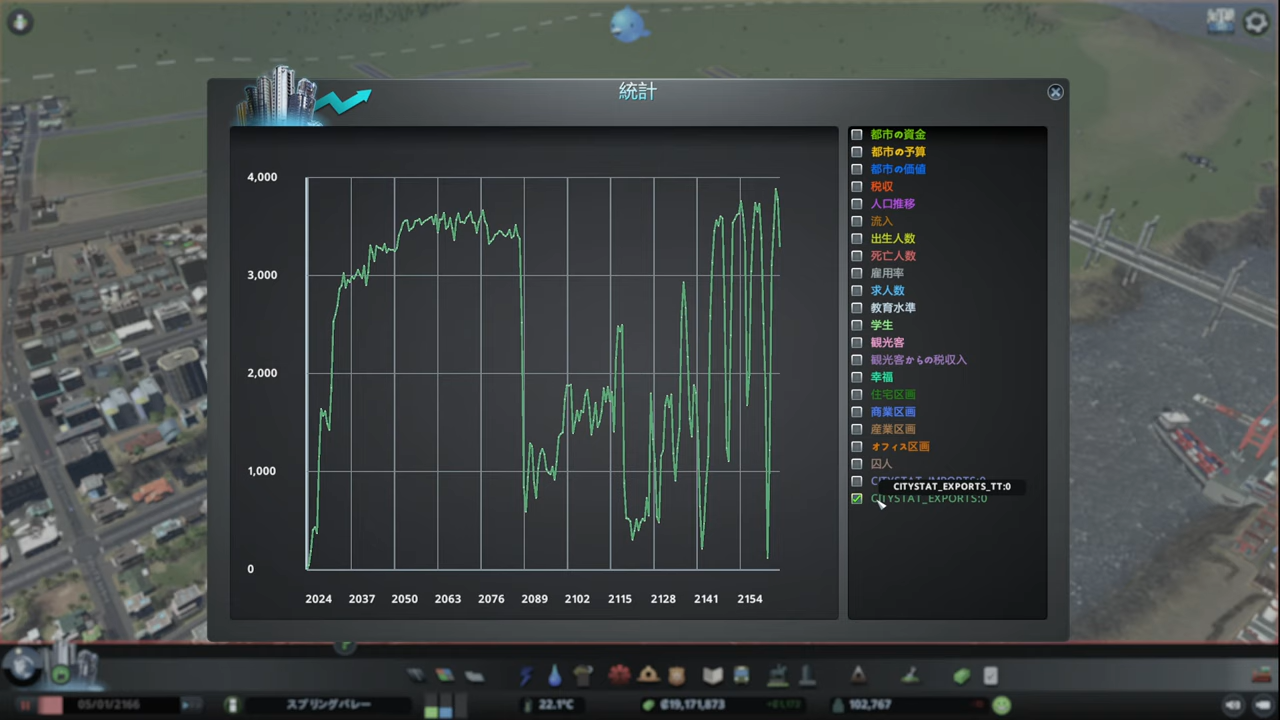 統計
4,000
3,000
2,000
1,000
0
2024 2037 2050 2063 2076 2089 2102 2115 2128 2141 2154
都市の資金
都市の予算
都市の価値
税収
人口推移
流入
出生人数
死亡人数
雇用率
求人数
教育水準
学生
観光客
観光客からの税収入
幸福
住宅区画
商業区画
産業区画
オフィス区画
囚人
CITYSTAT_EXPORTS_TT:0
CITYSTAT_EXPORTS:0
05/01/2166 スプリングバレー 22.1°C ₡19,171,873 102,767